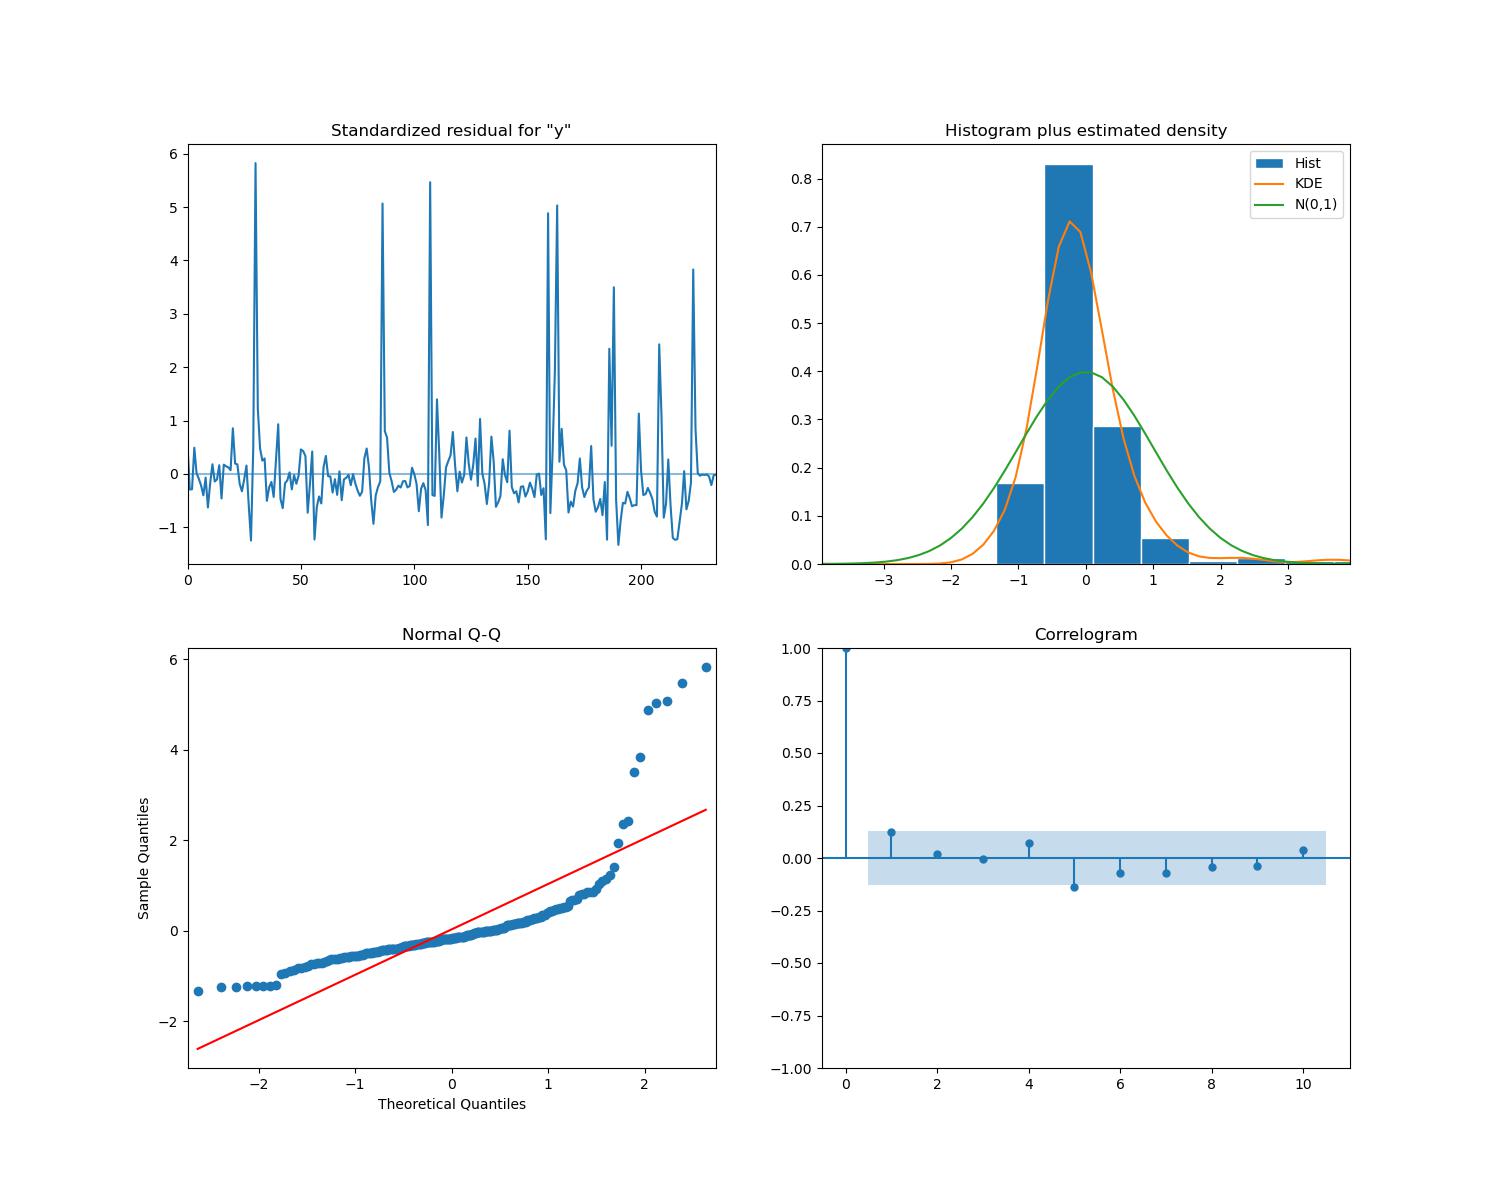 Standardized residual for "y"
6
5
4
3
2
1
0
−1
0 50 100 150 200
Histogram plus estimated density
Hist
KDE
N(0,1)
0.8
0.7
0.6
0.5
0.4
0.3
0.2
0.1
0.0
−3 −2 −1 0 1 2 3
Normal Q-Q
Sample Quantiles
6
4
2
0
−2
−2 −1 0 1 2
Theoretical Quantiles
Correlogram
1.00
0.75
0.50
0.25
0.00
−0.25
−0.50
−0.75
−1.00
0 2 4 6 8 10